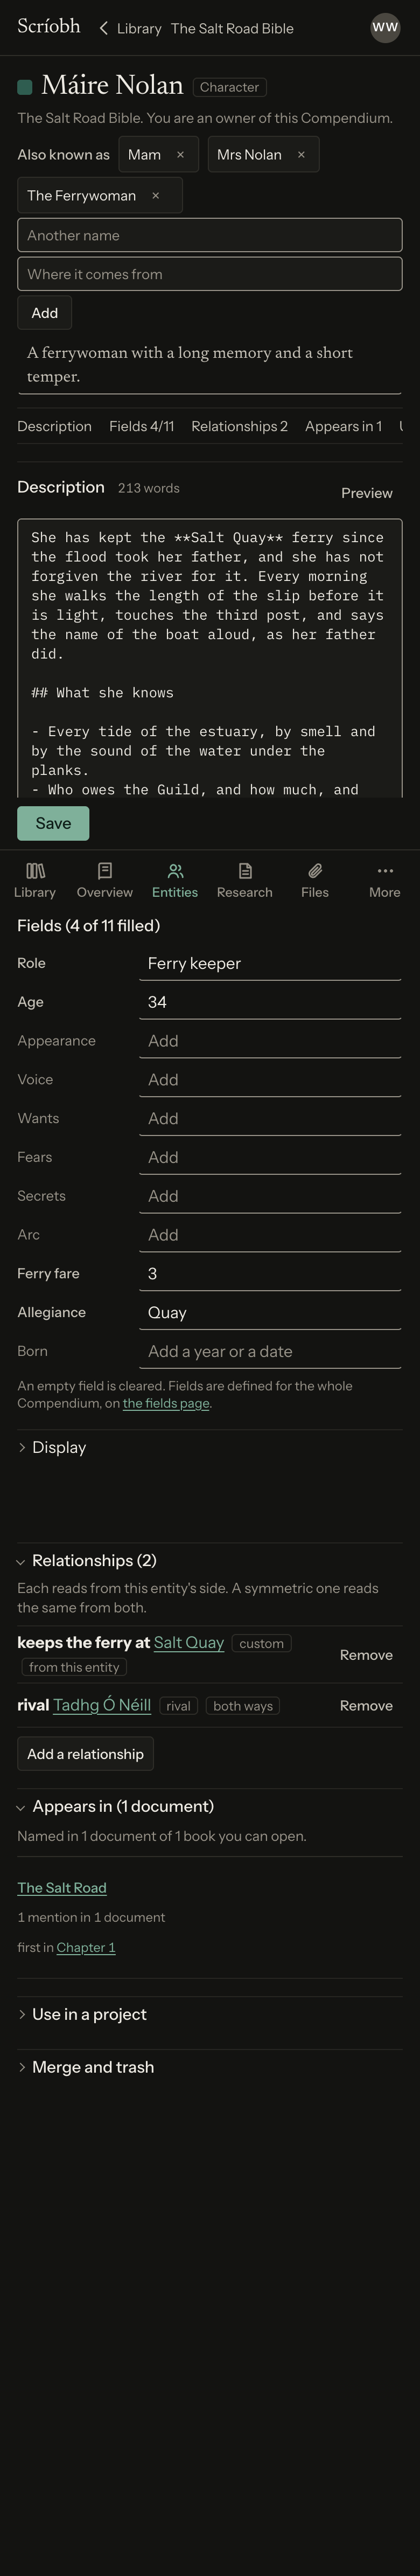 Scríobh
Library The Salt Road Bible
WW
Máire Nolan Character
The Salt Road Bible. You are an owner of this Compendium.
Also known as Mam × Mrs Nolan ×
The Ferrywoman ×
Another name
Where it comes from
Add
A ferrywoman with a long memory and a short
temper.
Description Fields 4/11 Relationships 2 Appears in 1
Description 213 words
Preview
She has kept the **Salt Quay** ferry since
the flood took her father, and she has not
forgiven the river for it. Every morning
she walks the length of the slip before it
is light, touches the third post, and says
the name of the boat aloud, as her father
did.
## What she knows
- Every tide of the estuary, by smell and
by the sound of the water under the
planks.
- Who owes the Guild, and how much, and
Save
Library Overview Entities Research Files More
Fields (4 of 11 filled)
Role Ferry keeper
Age 34
Appearance Add
Voice Add
Wants Add
Fears Add
Secrets Add
Arc Add
Ferry fare 3
Allegiance Quay
Born Add a year or a date
An empty field is cleared. Fields are defined for the whole
Compendium, on the fields page.
Display
Relationships (2)
Each reads from this entity's side. A symmetric one reads
the same from both.
keeps the ferry at Salt Quay custom
from this entity
Remove
rival Tadhg Ó Néill rival both ways Remove
Add a relationship
Appears in (1 document)
Named in 1 document of 1 book you can open.
The Salt Road
1 mention in 1 document
first in Chapter 1
Use in a project
Merge and trash